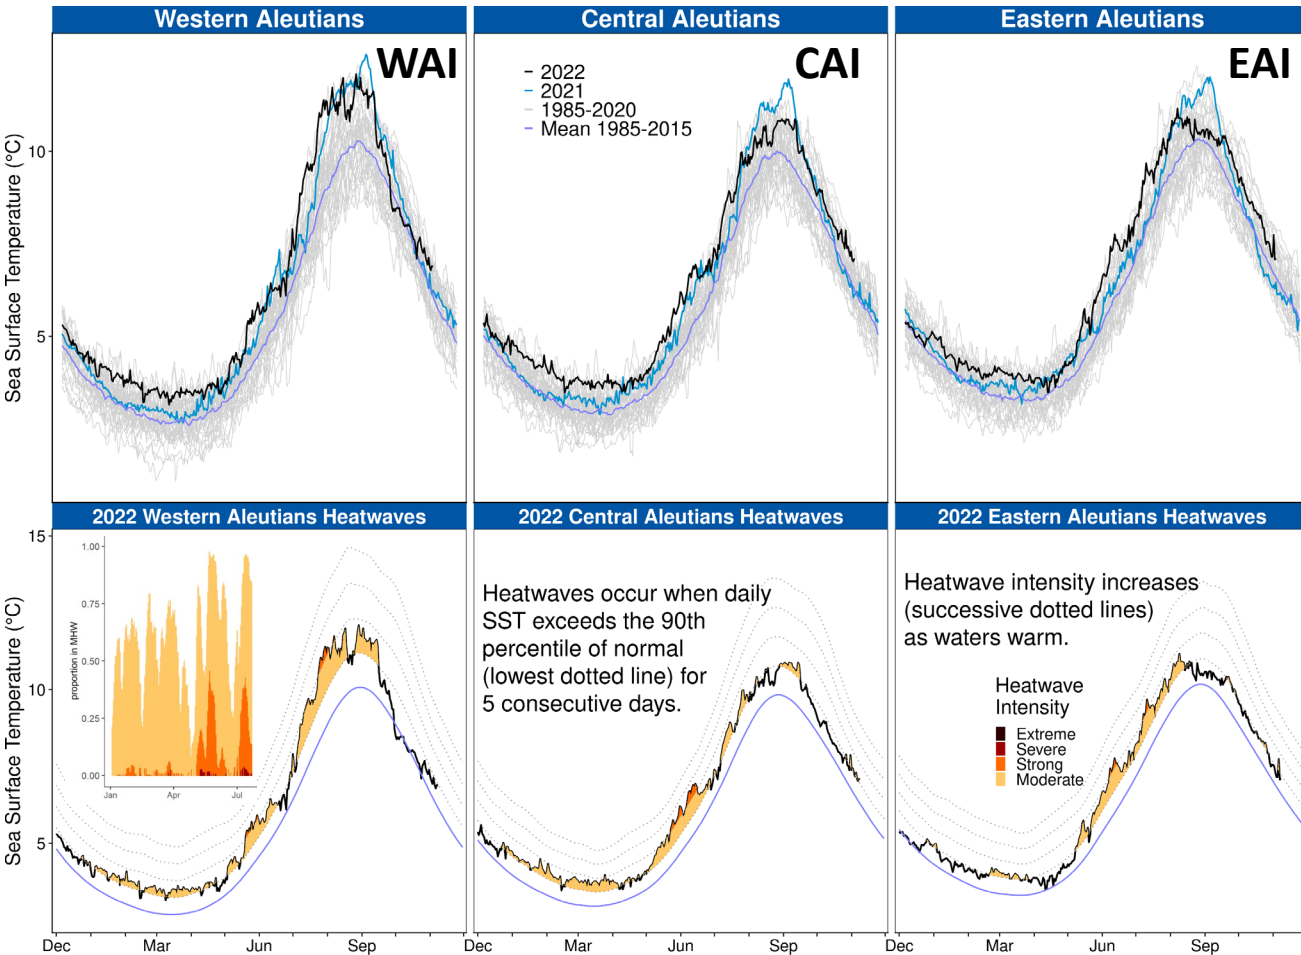 Western Aleutians
Central Aleutians
Eastern Aleutians
WAI
CAI
EAI
2022
2021
1985-2020
Mean 1985-2015
Sea Surface Temperature (°C)
10
5
2022 Western Aleutians Heatwaves
2022 Central Aleutians Heatwaves
2022 Eastern Aleutians Heatwaves
Sea Surface Temperature (°C)
15
10
5
proportion in MHW
1.00
0.75
0.50
0.25
0.00
Jan
Apr
Jul
Heatwaves occur when daily
SST exceeds the 90th
percentile of normal
(lowest dotted line) for
5 consecutive days.
Heatwave intensity increases
(successive dotted lines)
as waters warm.
Heatwave
Intensity
Extreme
Severe
Strong
Moderate
Dec
Mar
Jun
Sep
Dec
Mar
Jun
Sep
Dec
Mar
Jun
Sep